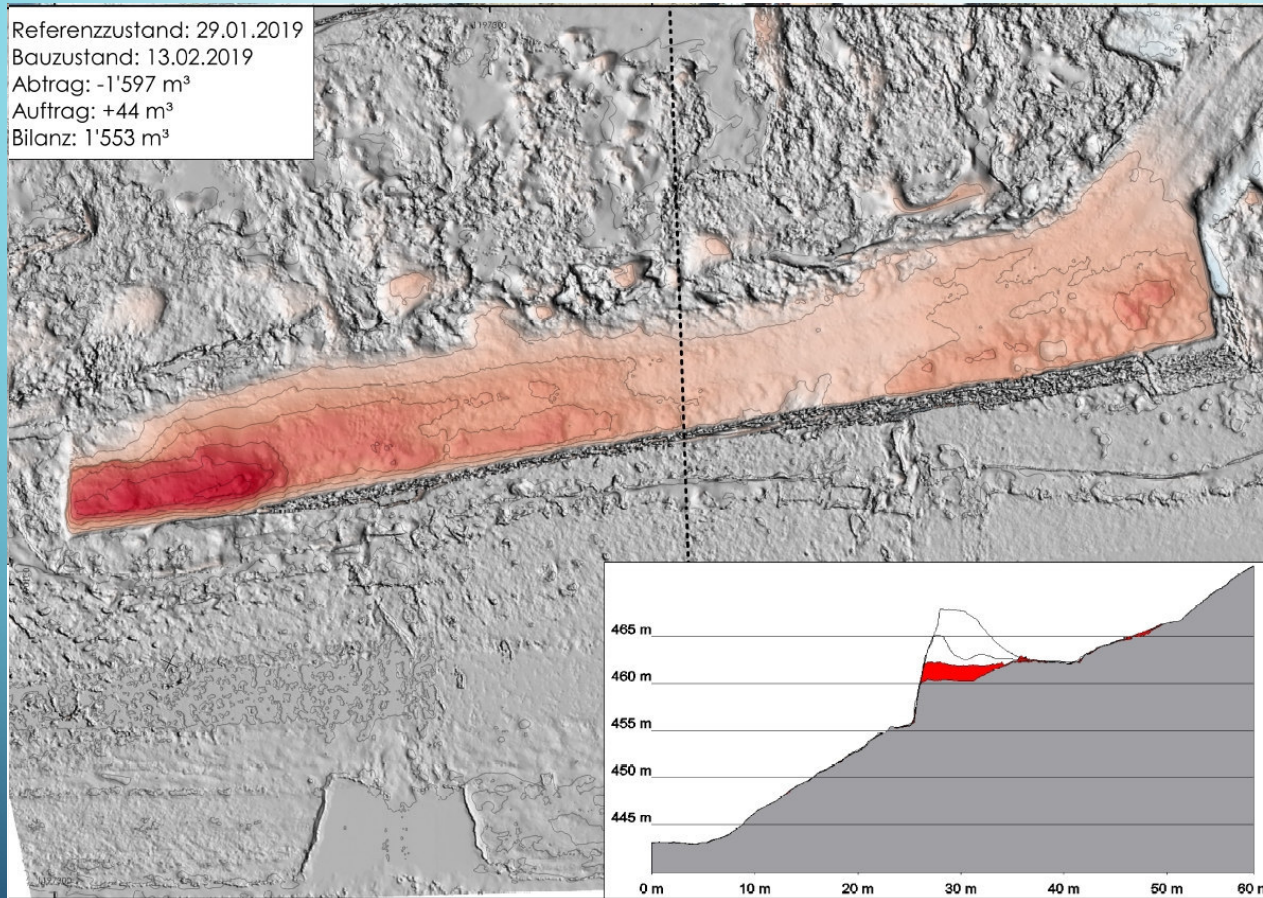 Referenzzustand: 29.01.2019
Bauzustand: 13.02.2019
Abtrag: -1'597 m³
Auftrag: +44 m³
Bilanz: 1'553 m³
465 m
460 m
455 m
450 m
445 m
0 m 10 m 20 m 30 m 40 m 50 m 60 m